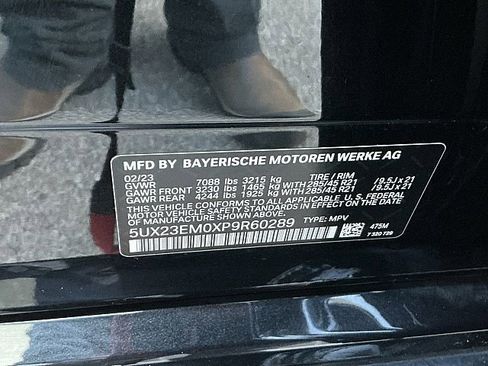 MFD BY BAYERISCHE MOTOREN WERKE AG
02/23 TIRE / RIM
GVWR 7088 lbs 3215 kg
GAWR FRONT 3230 lbs 1465 kg WITH 285/45 R21 /9.5J x 21
GAWR REAR 4244 lbs 1925 kg WITH 285/45 R21 /9.5J x 21
THIS VEHICLE CONFORMS TO ALL APPLICABLE U.S. FEDERAL
MOTOR VEHICLE SAFETY STANDARDS IN EFFECT ON THE DATE
OF MANUFACTURE SHOWN ABOVE.
5UX23EM0XP9R60289 TYPE: MPV
475M
7 320 729